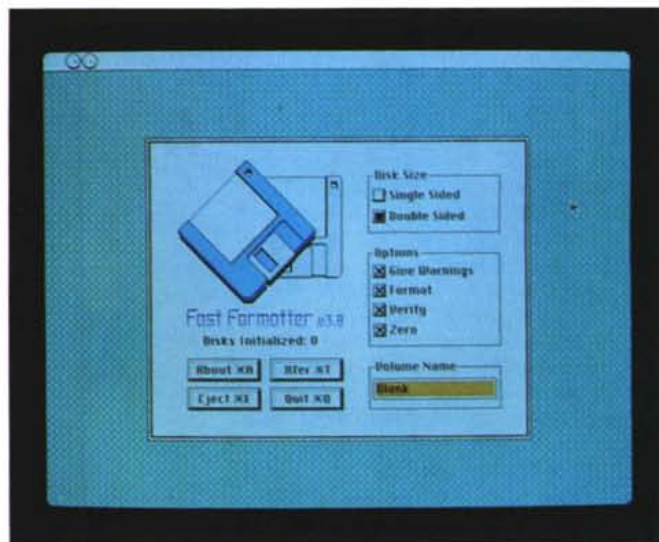 Fast Formatter v3.0
Disks Initialized: 0
About ⌘A
Xfer ⌘T
Eject ⌘E
Quit ⌘Q
Disk Size
Single Sided
Double Sided
Options
Give Warnings
Format
Verify
Zero
Volume Name
Blank